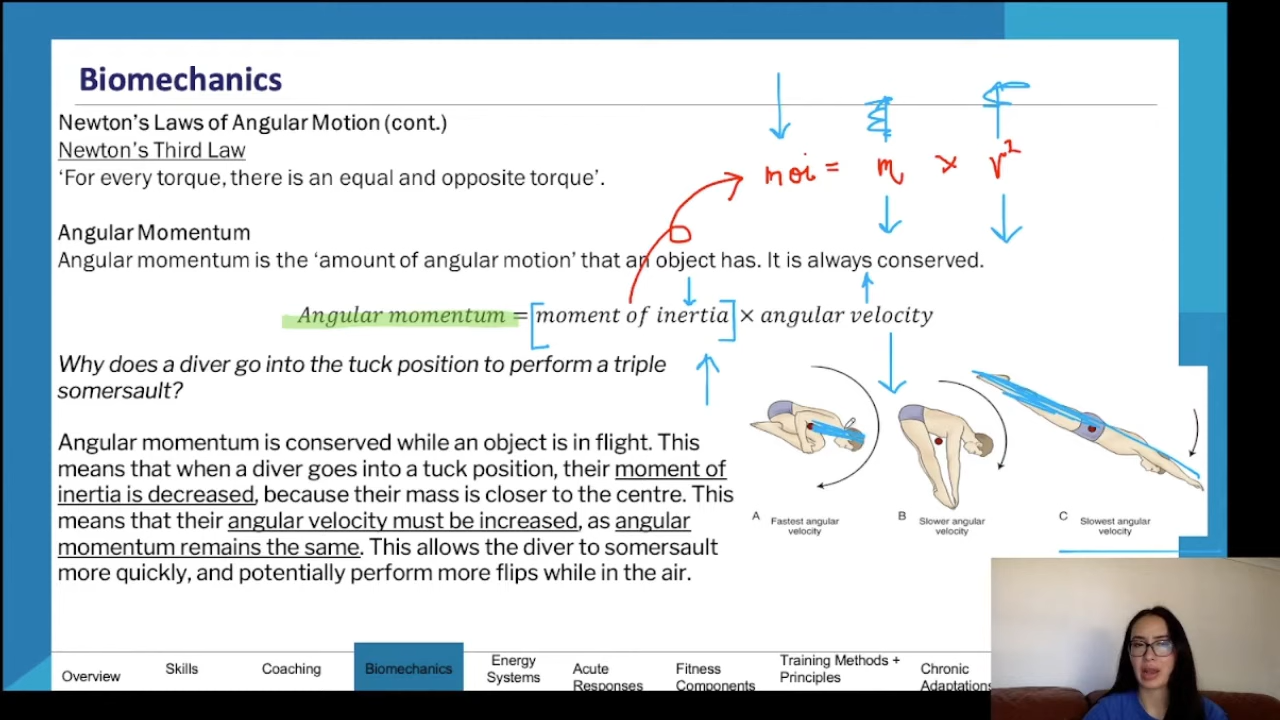 Biomechanics
Newton's Laws of Angular Motion (cont.)
Newton's Third Law
'For every torque, there is an equal and opposite torque'.
moi = m x r²
Angular Momentum
Angular momentum is the 'amount of angular motion' that an object has. It is always conserved.
Angular momentum = [moment of inertia] × angular velocity
Why does a diver go into the tuck position to perform a triple
somersault?
Angular momentum is conserved while an object is in flight. This
means that when a diver goes into a tuck position, their moment of
inertia is decreased, because their mass is closer to the centre. This
means that their angular velocity must be increased, as angular
momentum remains the same. This allows the diver to somersault
more quickly, and potentially perform more flips while in the air.
A Fastest angular
velocity
B Slower angular
velocity
C Slowest angular
velocity
Overview
Skills
Coaching
Biomechanics
Energy
Systems
Acute
Responses
Fitness
Components
Training Methods +
Principles
Chronic
Adaptations